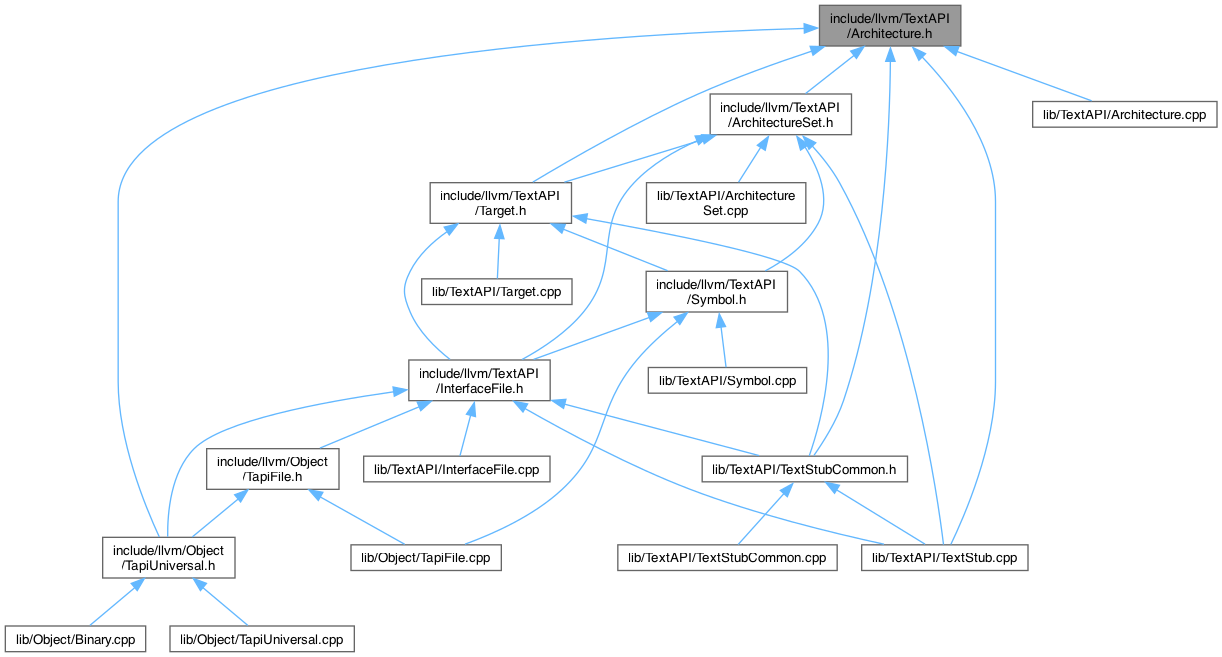 include/llvm/TextAPI
/Architecture.h
include/llvm/TextAPI
/ArchitectureSet.h
lib/TextAPI/Architecture.cpp
include/llvm/TextAPI
/Target.h
lib/TextAPI/Architecture
Set.cpp
lib/TextAPI/Target.cpp
include/llvm/TextAPI
/Symbol.h
include/llvm/TextAPI
/InterfaceFile.h
lib/TextAPI/Symbol.cpp
include/llvm/Object
/TapiFile.h
lib/TextAPI/InterfaceFile.cpp
lib/TextAPI/TextStubCommon.h
include/llvm/Object
/TapiUniversal.h
lib/Object/TapiFile.cpp
lib/TextAPI/TextStubCommon.cpp
lib/TextAPI/TextStub.cpp
lib/Object/Binary.cpp
lib/Object/TapiUniversal.cpp